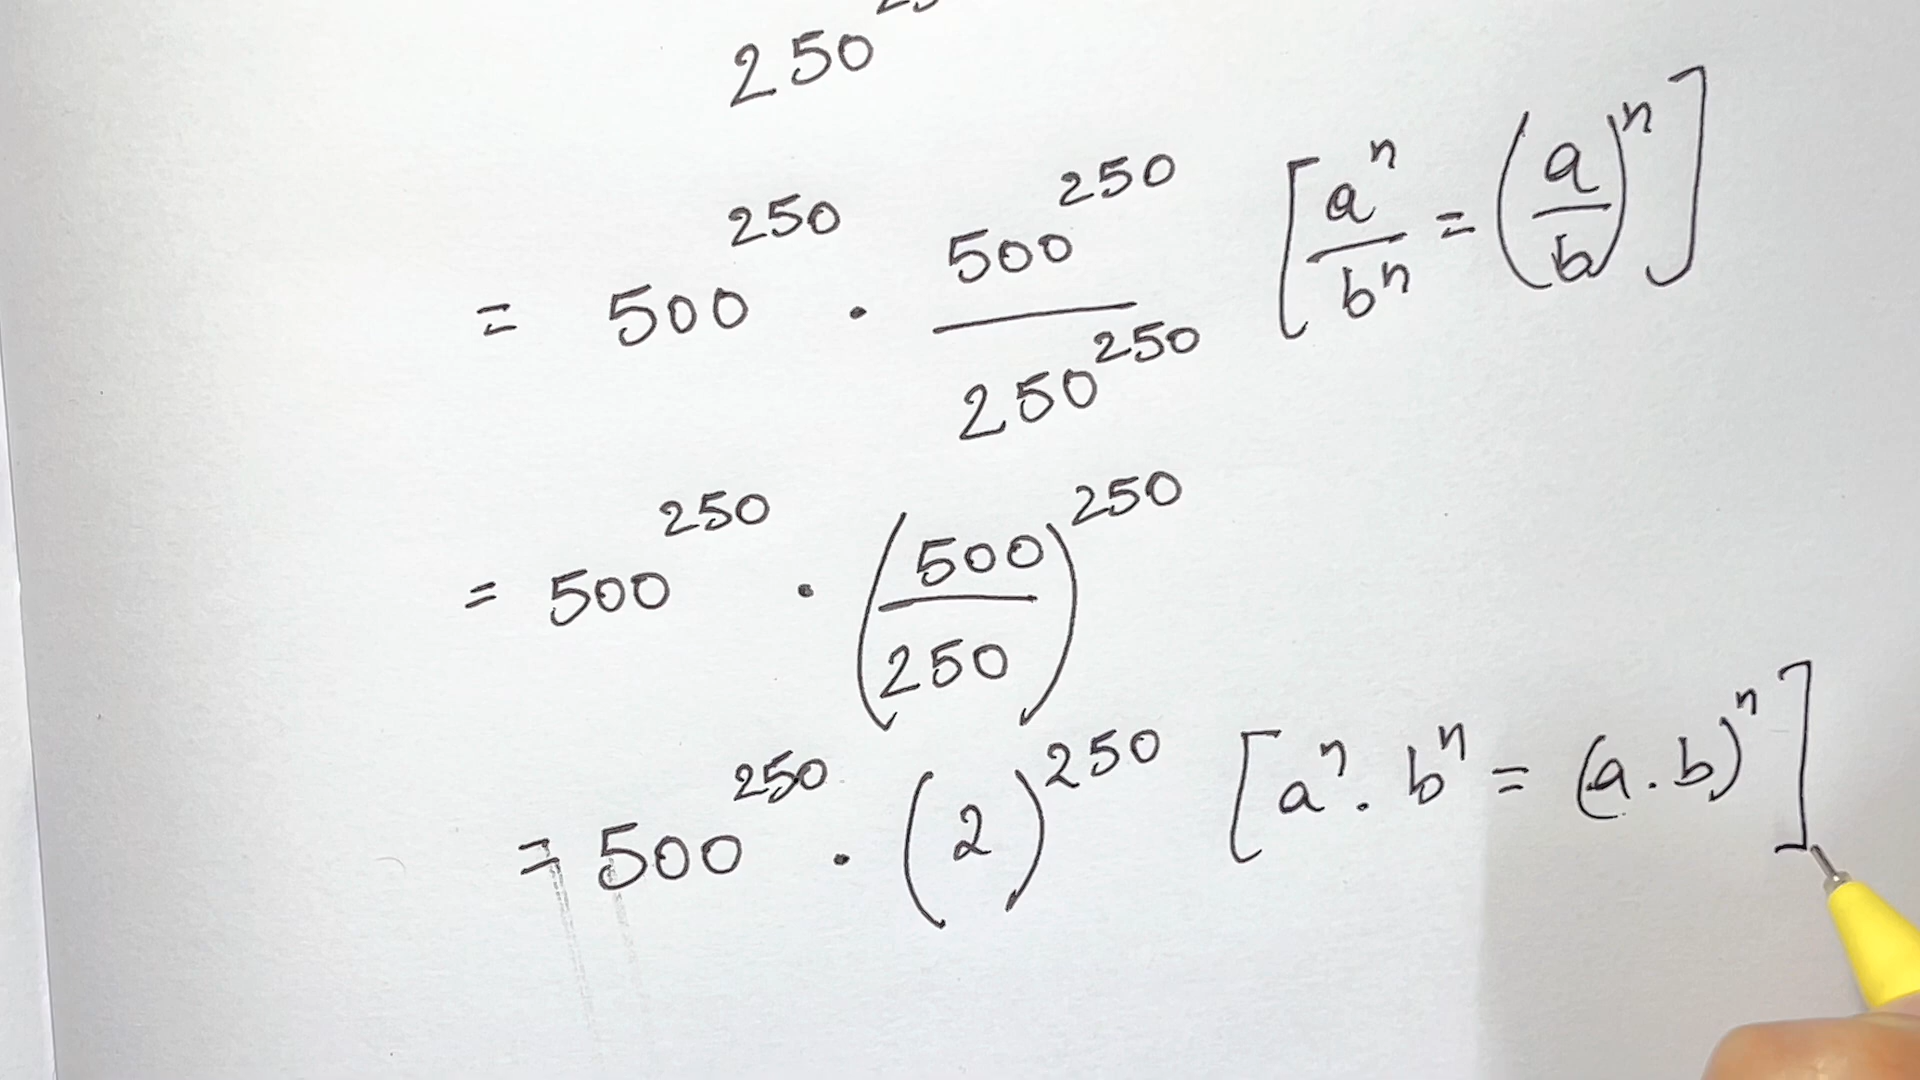 250
= 500^250 · 500^250 / 250^250 [a^n / b^n = (a/b)^n]
= 500^250 · (500/250)^250
= 500^250 · (2)^250 [a^n . b^n = (a . b)^n]